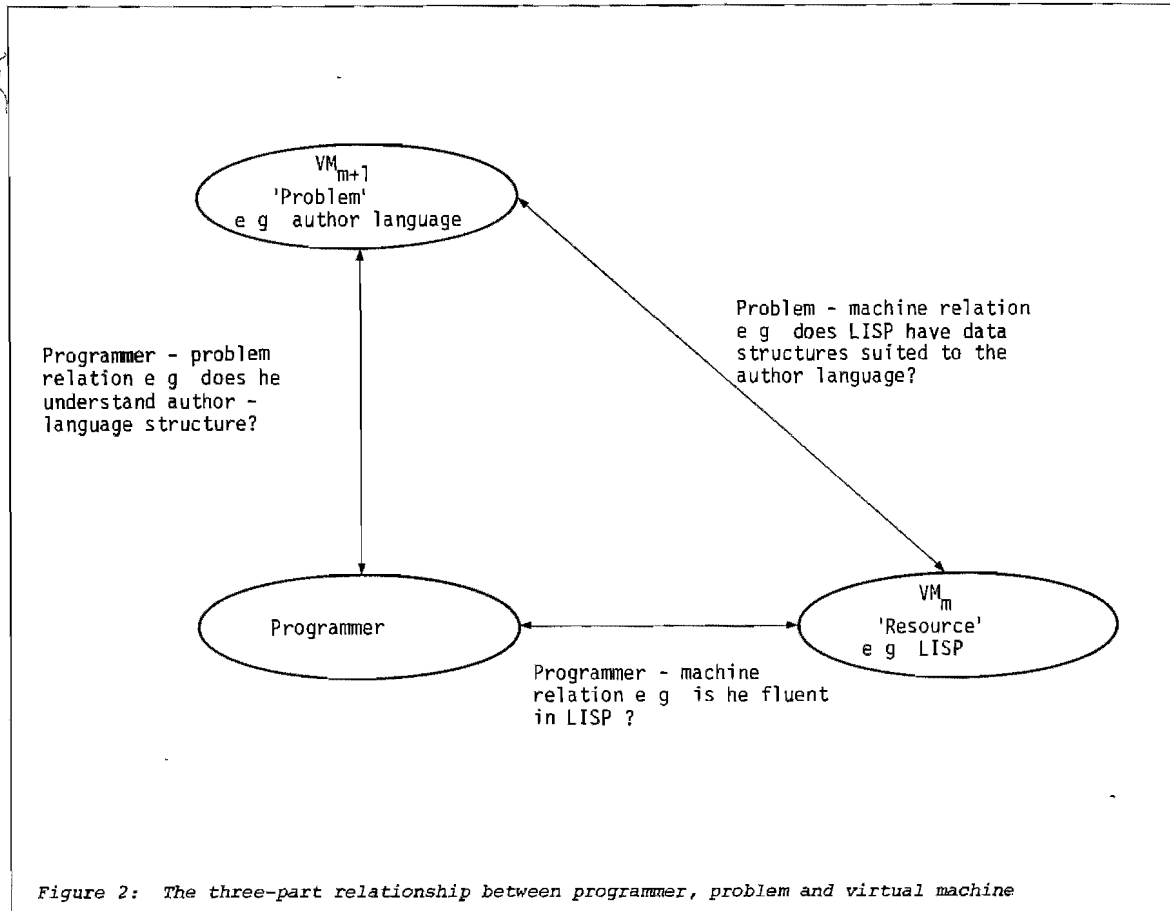 VMm+1
'Problem'
e g author language
Problem - machine relation
e g does LISP have data
structures suited to the
author language?
Programmer - problem
relation e g does he
understand author -
language structure?
Programmer
VMm
'Resource'
e g LISP
Programmer - machine
relation e g is he fluent
in LISP ?
Figure 2: The three-part relationship between programmer, problem and virtual machine